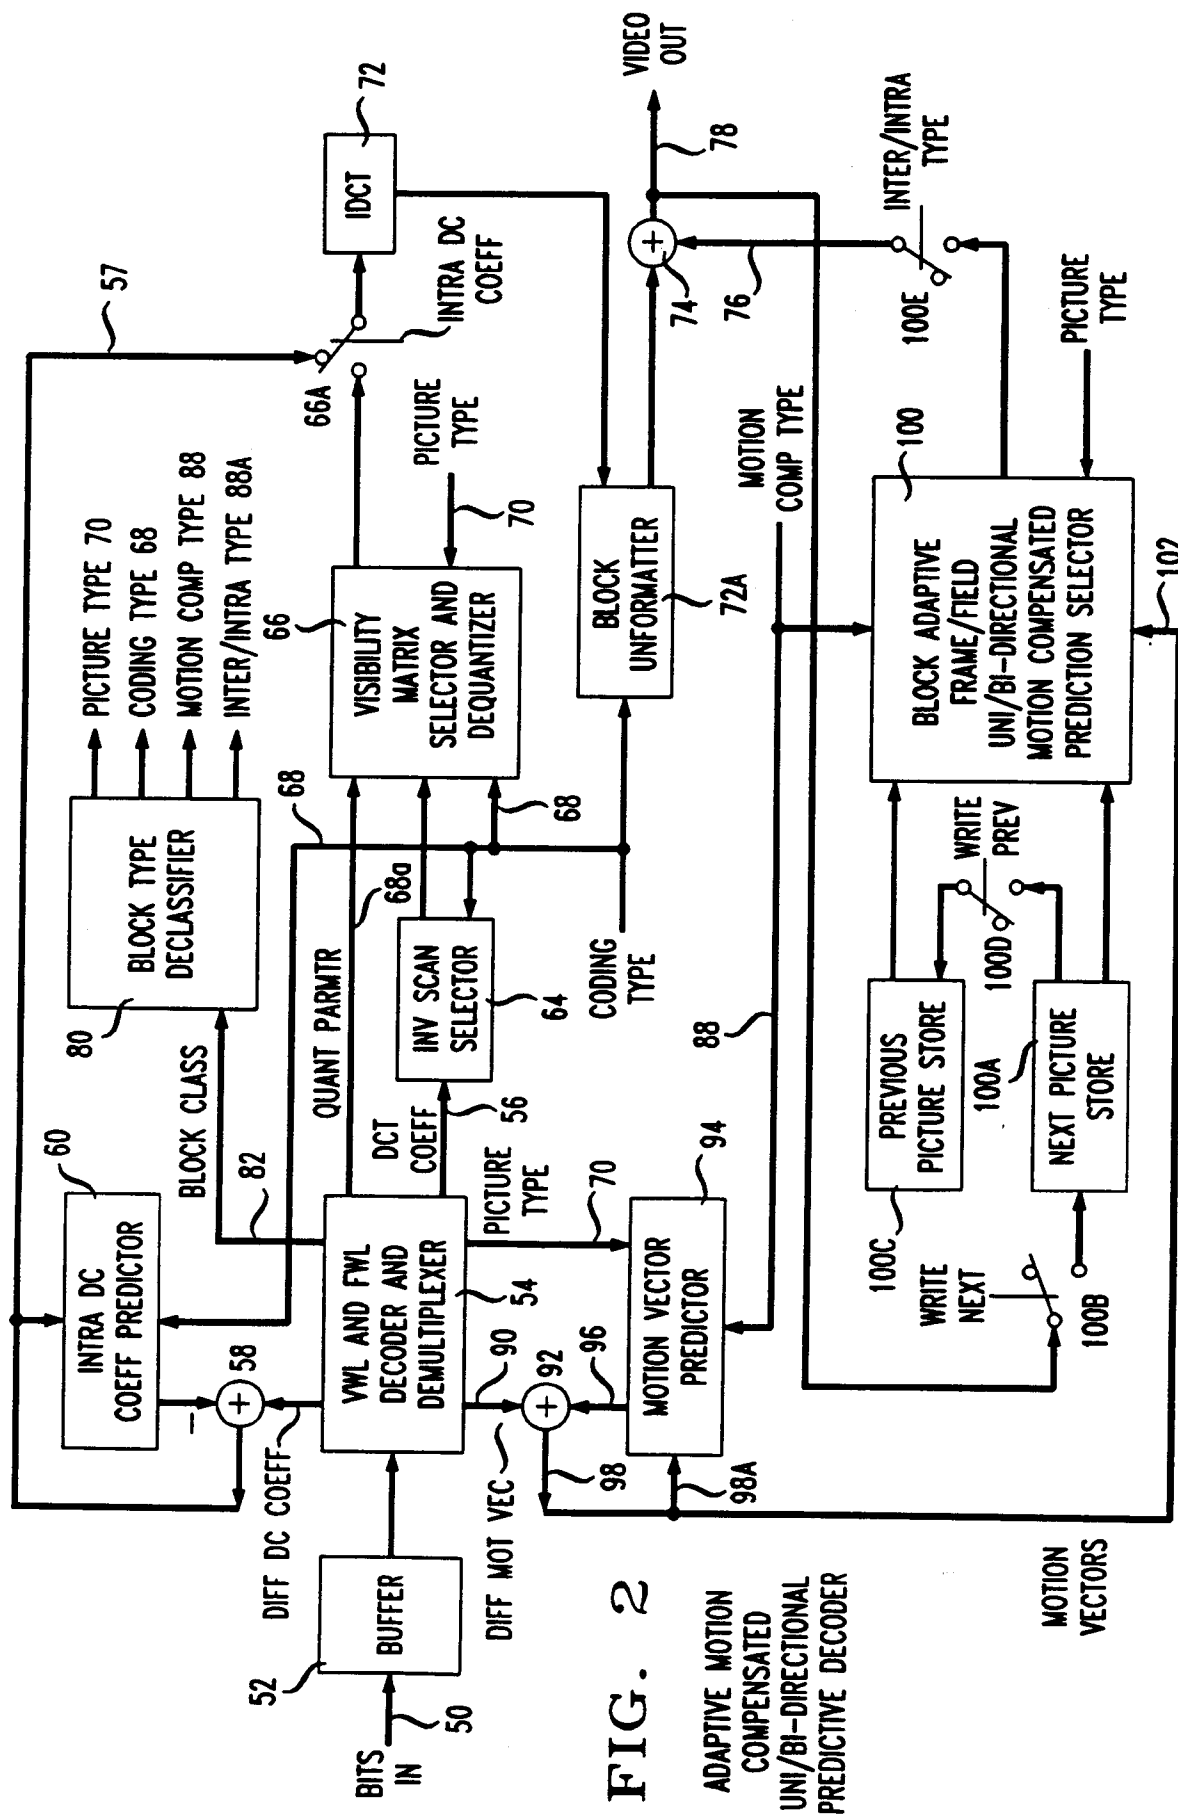 BITS
IN
50
52
BUFFER
DIFF DC COEFF
DIFF MOT VEC
60
INTRA DC
COEFF PREDICTOR
−
+
58
VWL AND FWL
DECODER AND
DEMUTIPLEXER
54
90
+
92
96
98
98A
MOTION VECTOR
PREDICTOR
94
PICTURE
TYPE
70
BLOCK CLASS
82
80
BLOCK TYPE
DECLASSIFIER
PICTURE TYPE 70
CODING TYPE 68
MOTION COMP TYPE 88
INTER/INTRA TYPE 88A
57
QUANT PARMTR
68a
68
DCT
COEFF
56
INV SCAN
SELECTOR
64
68
CODING
TYPE
66
VISIBILITY
MATRIX
SELECTOR AND
DEQUANTIZER
PICTURE
TYPE
70
66A
INTRA DC
COEFF
IDCT
72
BLOCK
UNFORMATTER
72A
+
74
76
78
VIDEO
OUT
88
MOTION
COMP TYPE
INTER/INTRA
TYPE
100E
WRITE
NEXT
100B
100C
PREVIOUS
PICTURE STORE
100A
NEXT PICTURE
STORE
100D
WRITE
PREV
BLOCK ADAPTIVE
FRAME/FIELD
UNI/BI-DIRECTIONAL
MOTION COMPENSATED
PREDICTION SELECTOR
100
PICTURE
TYPE
102
MOTION
VECTORS
FIG. 2
ADAPTIVE MOTION
COMPENSATED
UNI/BI-DIRECTIONAL
PREDICTIVE DECODER